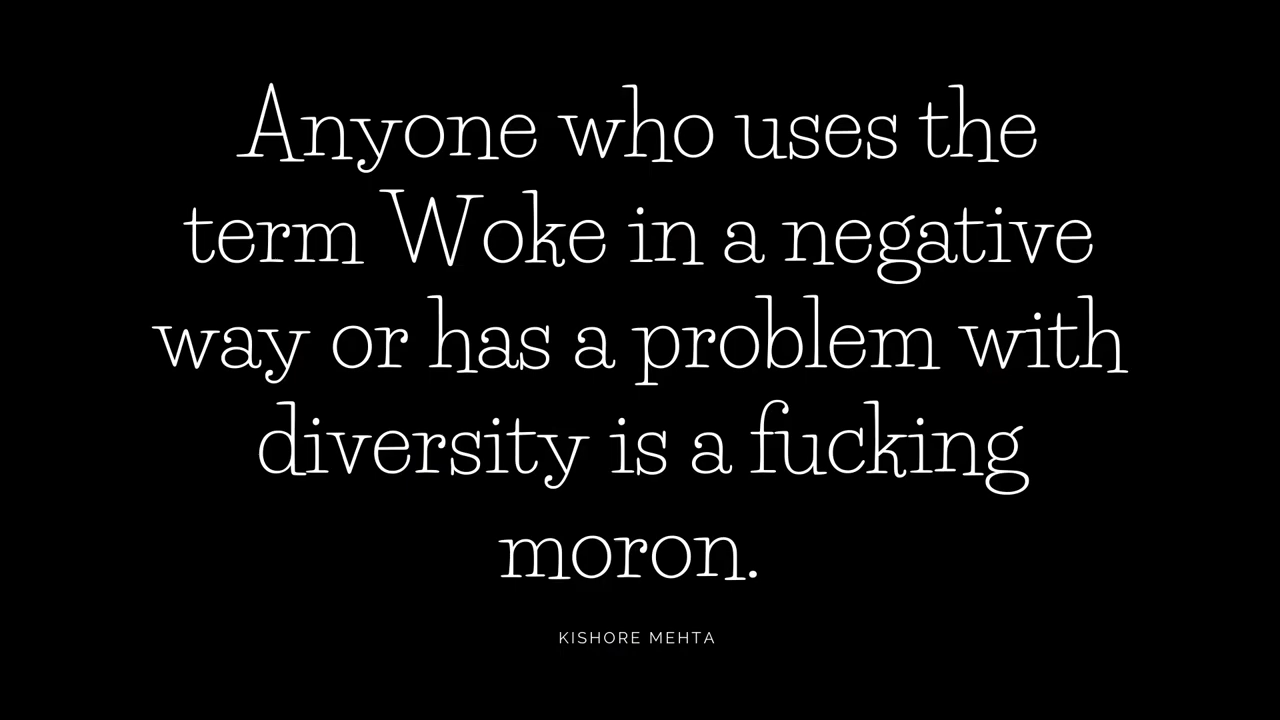 Anyone who uses the
term Woke in a negative
way or has a problem with
diversity is a fucking
moron.
KISHORE MEHTA